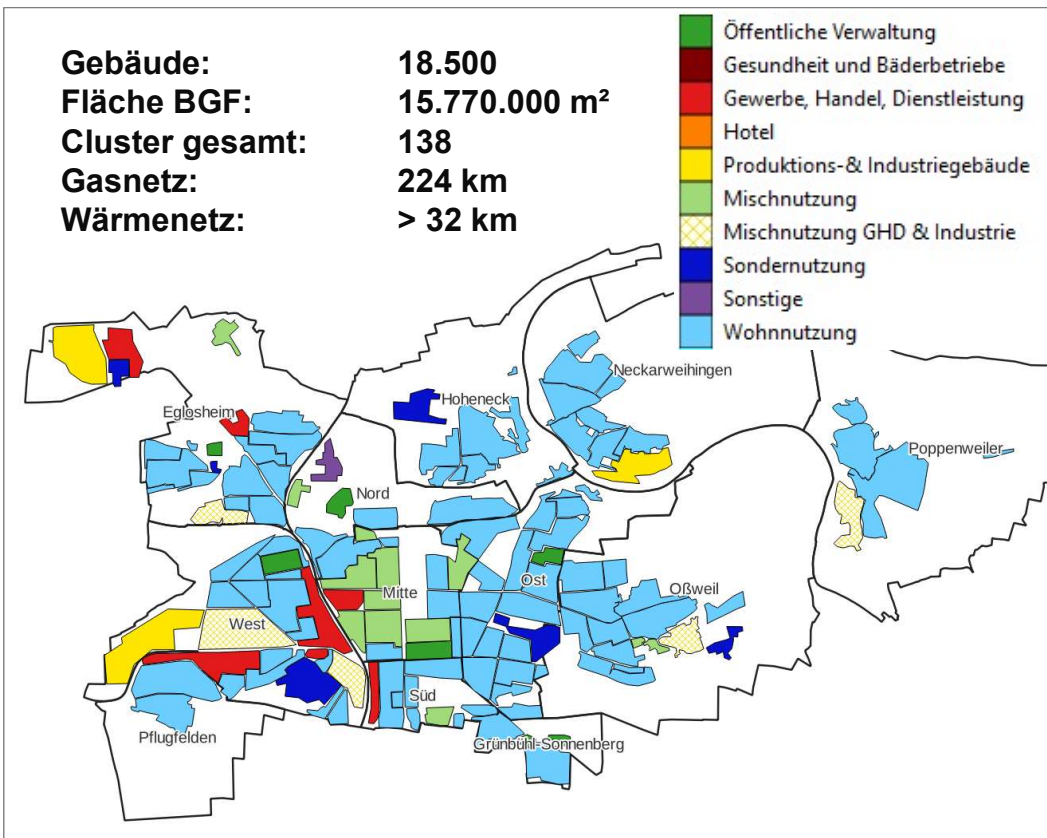 Gebäude: 18.500
Fläche BGF: 15.770.000 m²
Cluster gesamt: 138
Gasnetz: 224 km
Wärmenetz: > 32 km
Öffentliche Verwaltung
Gesundheit und Bäderbetriebe
Gewerbe, Handel, Dienstleistung
Hotel
Produktions-& Industriegebäude
Mischnutzung
Mischnutzung GHD & Industrie
Sondernutzung
Sonstige
Wohnnutzung
Neckarweihingen
Hoheneck
Eglosheim
Poppenweiler
Nord
Ost
Oßweil
Mitte
West
Süd
Pflugfelden
Grünbühl-Sonnenberg